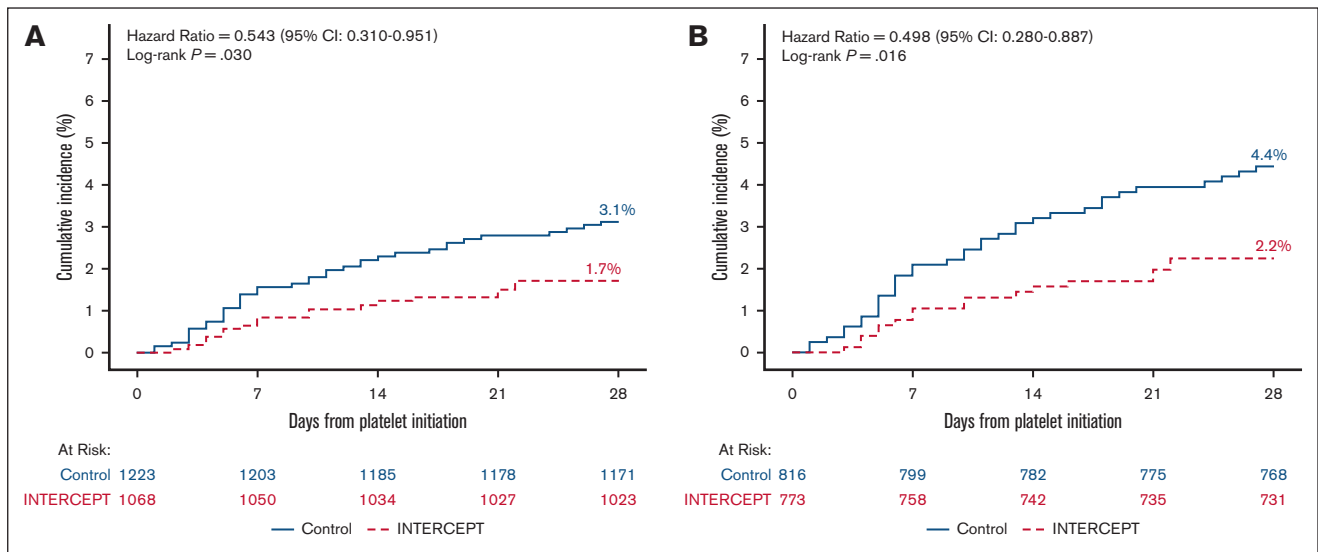 A
Hazard Ratio = 0.543 (95% CI: 0.310-0.951)
Log-rank P = .030
7
6
5
4
3
2
1
0
Cumulative incidence (%)
3.1%
1.7%
0 7 14 21 28
Days from platelet initiation
At Risk:
Control 1223 1203 1185 1178 1171
INTERCEPT 1068 1050 1034 1027 1023
Control INTERCEPT
B
Hazard Ratio = 0.498 (95% CI: 0.280-0.887)
Log-rank P = .016
7
6
5
4
3
2
1
0
Cumulative incidence (%)
4.4%
2.2%
0 7 14 21 28
Days from platelet initiation
At Risk:
Control 816 799 782 775 768
INTERCEPT 773 758 742 735 731
Control INTERCEPT